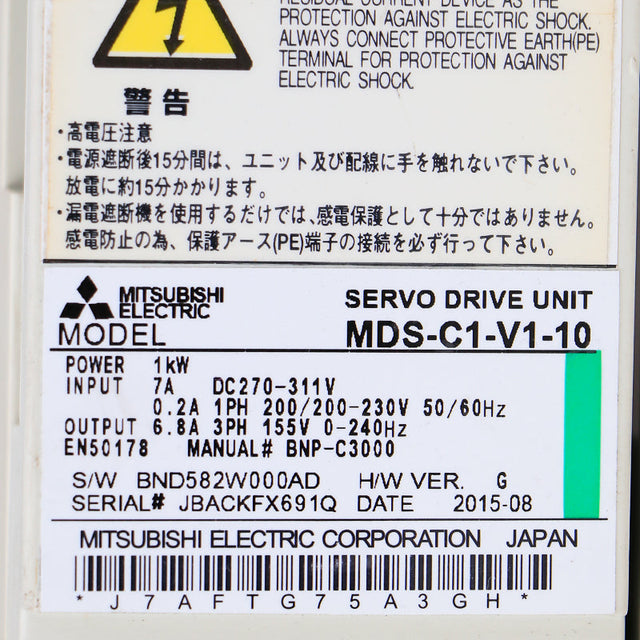 RESIDUAL CURRENT DEVICE AS THE
PROTECTION AGAINST ELECTRIC SHOCK.
ALWAYS CONNECT PROTECTIVE EARTH(PE)
TERMINAL FOR PROTECTION AGAINST
ELECTRIC SHOCK.
警告
・高電圧注意
・電源遮断後15分間は、ユニット及び配線に手を触れないで下さい。
放電に約15分かかります。
・漏電遮断機を使用するだけでは、感電保護として十分ではありません。
感電防止の為、保護アース(PE)端子の接続を必ず行って下さい。
MITSUBISHI
ELECTRIC
SERVO DRIVE UNIT
MODEL MDS-C1-V1-10
POWER 1kW
INPUT 7A DC270-311V
0.2A 1PH 200/200-230V 50/60Hz
OUTPUT 6.8A 3PH 155V 0-240Hz
EN50178 MANUAL# BNP-C3000
S/W BND582W000AD H/W VER. G
SERIAL# JBACKFX691Q DATE 2015-08
MITSUBISHI ELECTRIC CORPORATION JAPAN
*J7AFTG75A3GH*